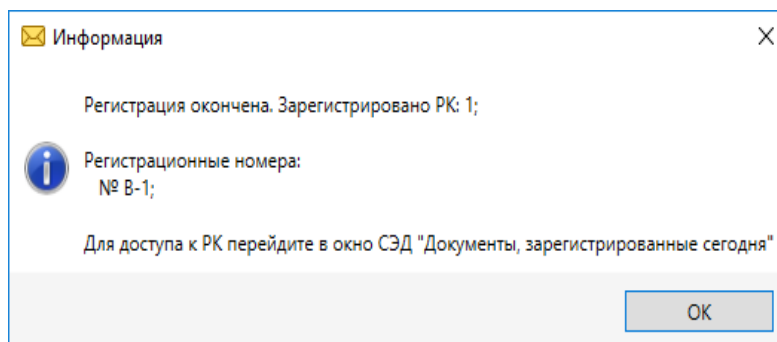 Информация
Регистрация окончена. Зарегистрировано РК: 1;
Регистрационные номера:
№ В-1;
Для доступа к РК перейдите в окно СЭД "Документы, зарегистрированные сегодня"
ОК